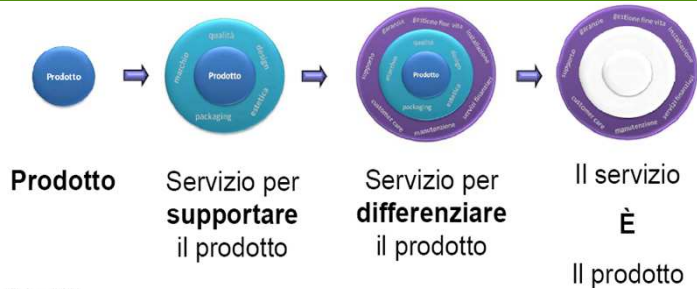 Prodotto
Prodotto
qualità
design
estetica
packaging
marchio
Prodotto
qualità
design
estetica
packaging
marchio
garanzia
gestione fine vita
installazione
servizi finanziari
manutenzione
customer care
supporto
garanzia
gestione fine vita
installazione
servizi finanziari
manutenzione
customer care
supporto
Prodotto
Servizio per
supportare
il prodotto
Servizio per
differenziare
il prodotto
Il servizio
È
Il prodotto